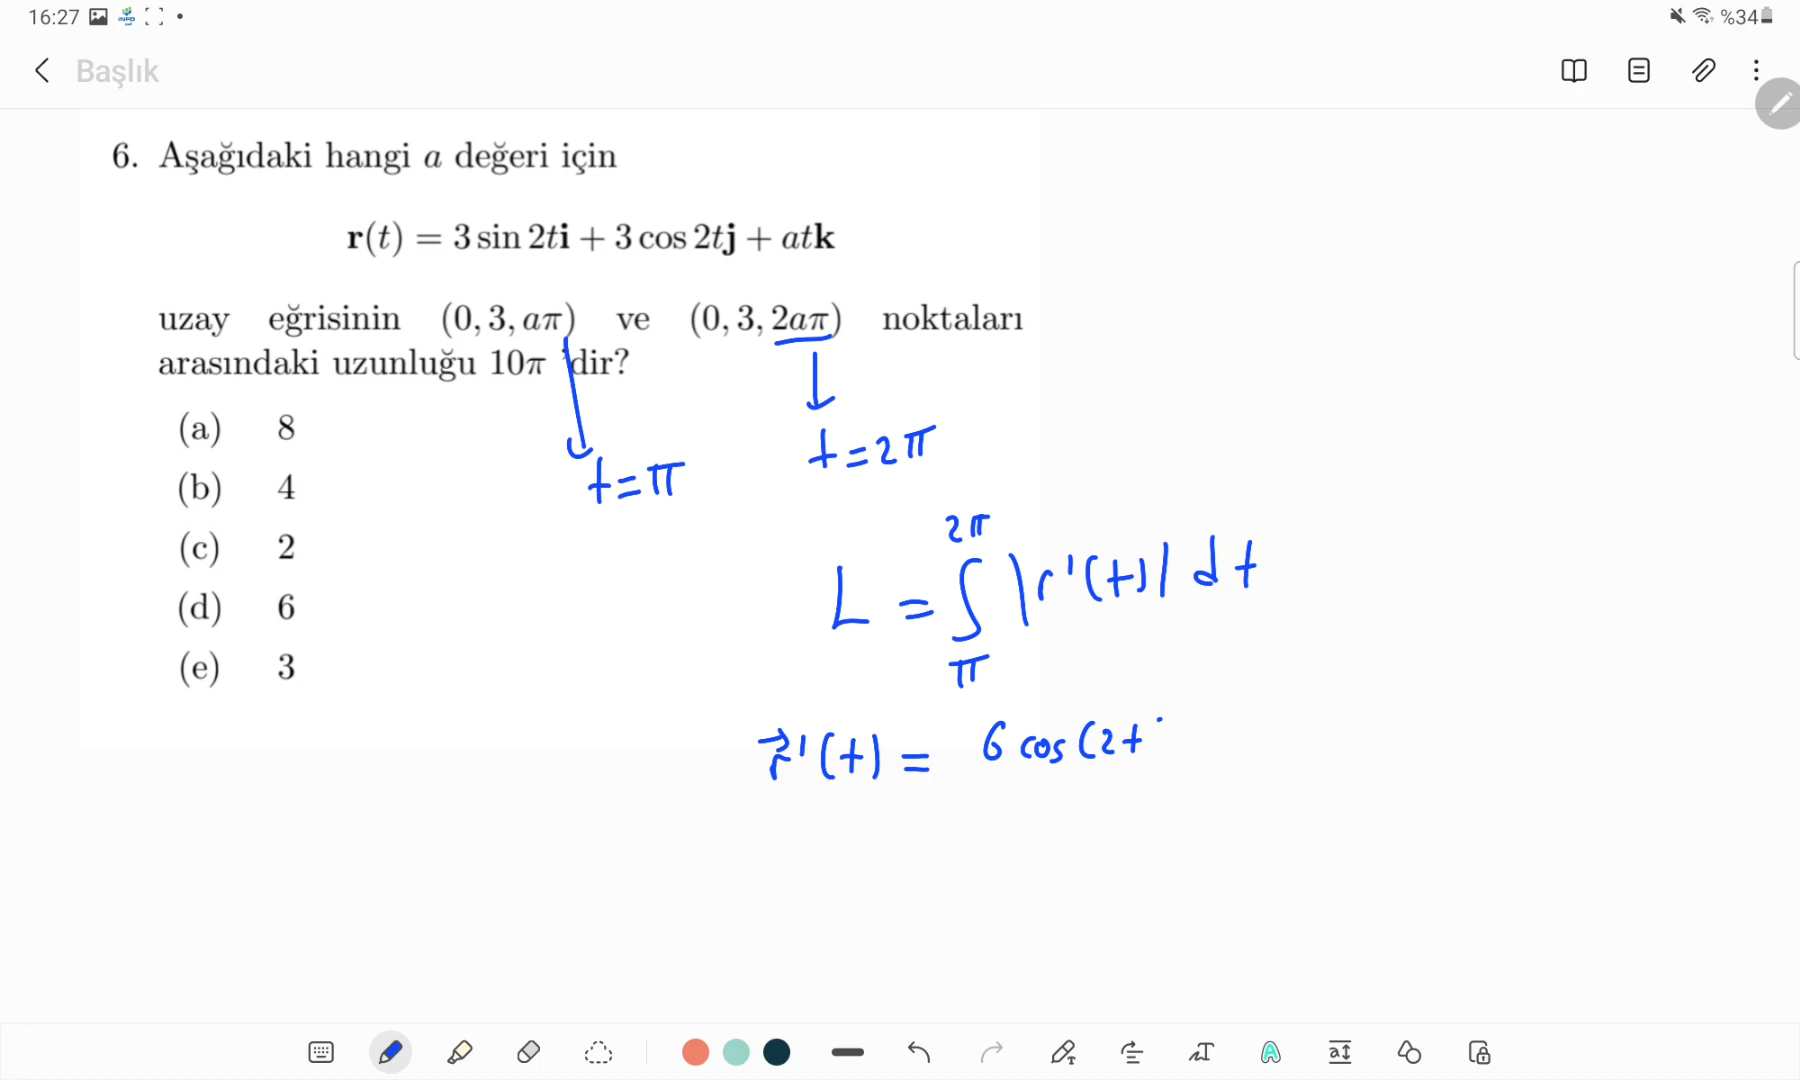 16:27 %34
Başlık
6. Aşağıdaki hangi a değeri için
r(t) = 3 sin 2ti + 3 cos 2tj + atk
uzay eğrisinin (0, 3, aπ) ve (0, 3, 2aπ) noktaları
arasındaki uzunluğu 10π 'dir?
(a) 8
(b) 4
(c) 2
(d) 6
(e) 3
t=2π
t=π
L = ∫_π^{2π} |r'(t)| dt
r⃗'(t) = 6 cos(2t